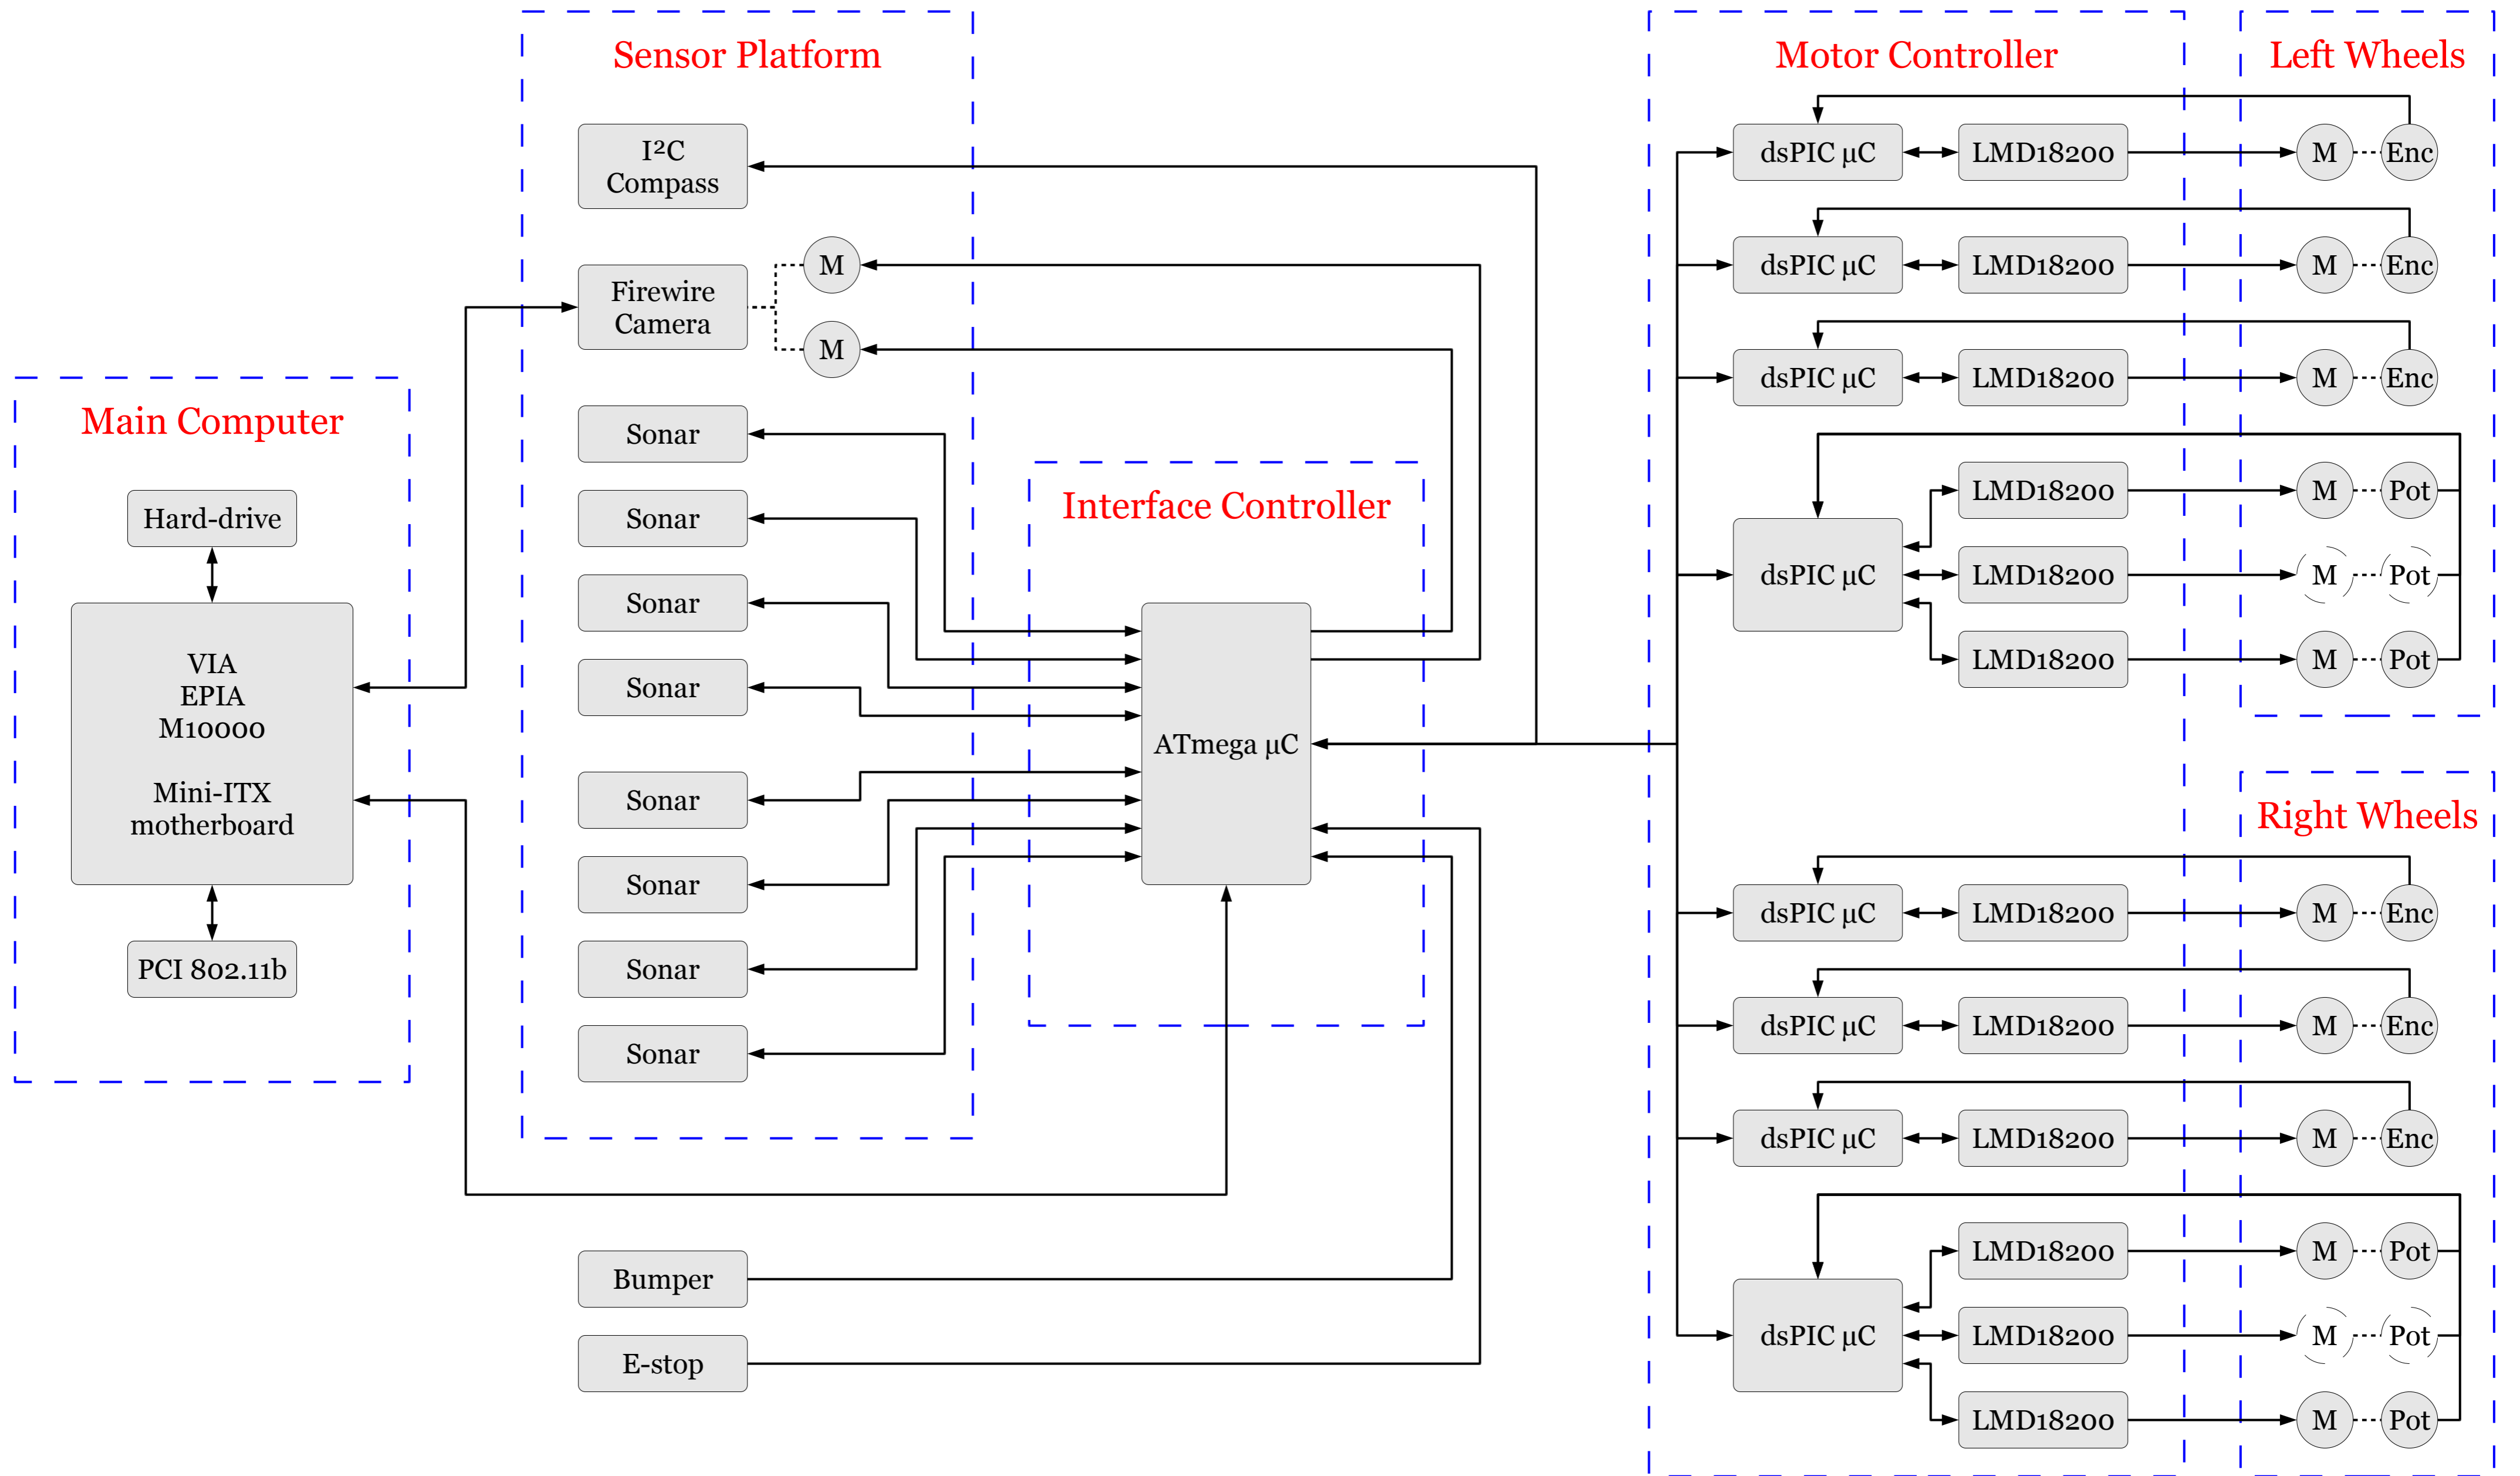 Sensor Platform
I²C
Compass
Firewire
Camera
M
M
Sonar
Sonar
Sonar
Sonar
Sonar
Sonar
Sonar
Sonar
Bumper
E-stop
Main Computer
Hard-drive
VIA
EPIA
M10000
Mini-ITX
motherboard
PCI 802.11b
Interface Controller
ATmega µC
Motor Controller
Left Wheels
dsPIC µC LMD18200 M Enc
dsPIC µC LMD18200 M Enc
dsPIC µC LMD18200 M Enc
LMD18200 M Pot
dsPIC µC LMD18200 M Pot
LMD18200 M Pot
Right Wheels
dsPIC µC LMD18200 M Enc
dsPIC µC LMD18200 M Enc
dsPIC µC LMD18200 M Enc
LMD18200 M Pot
dsPIC µC LMD18200 M Pot
LMD18200 M Pot